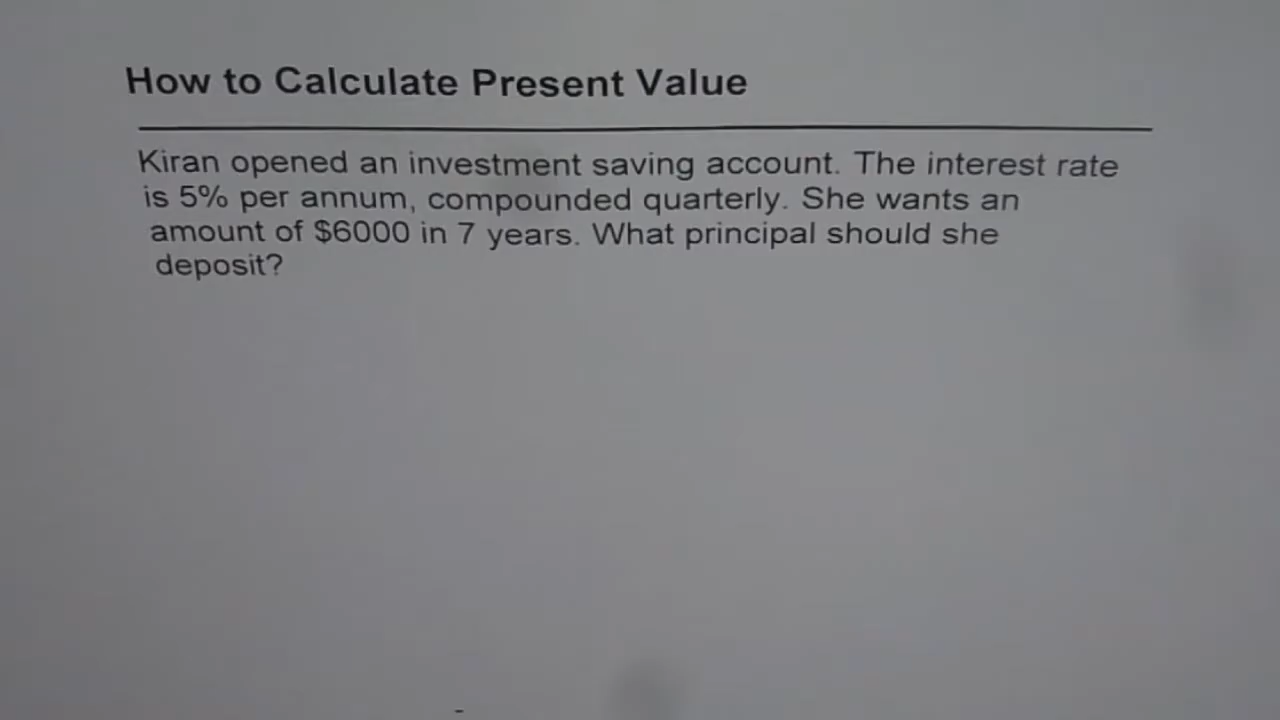 How to Calculate Present Value
Kiran opened an investment saving account. The interest rate
is 5% per annum, compounded quarterly. She wants an
amount of $6000 in 7 years. What principal should she
deposit?